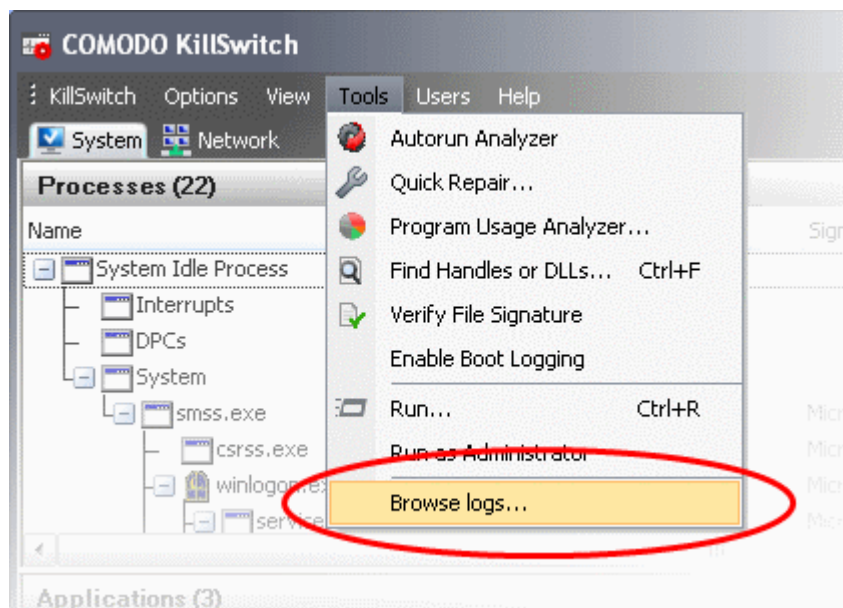 COMODO KillSwitch
KillSwitch Options View Tools Users Help
System Network
Autorun Analyzer
Processes (22)
Quick Repair...
Name
Program Usage Analyzer...
System Idle Process
Find Handles or DLLs... Ctrl+F
Interrupts
Verify File Signature
DPCs
Enable Boot Logging
System
smss.exe
Run... Ctrl+R
csrss.exe
Run as Administrator
Browse logs...
Applications (3)